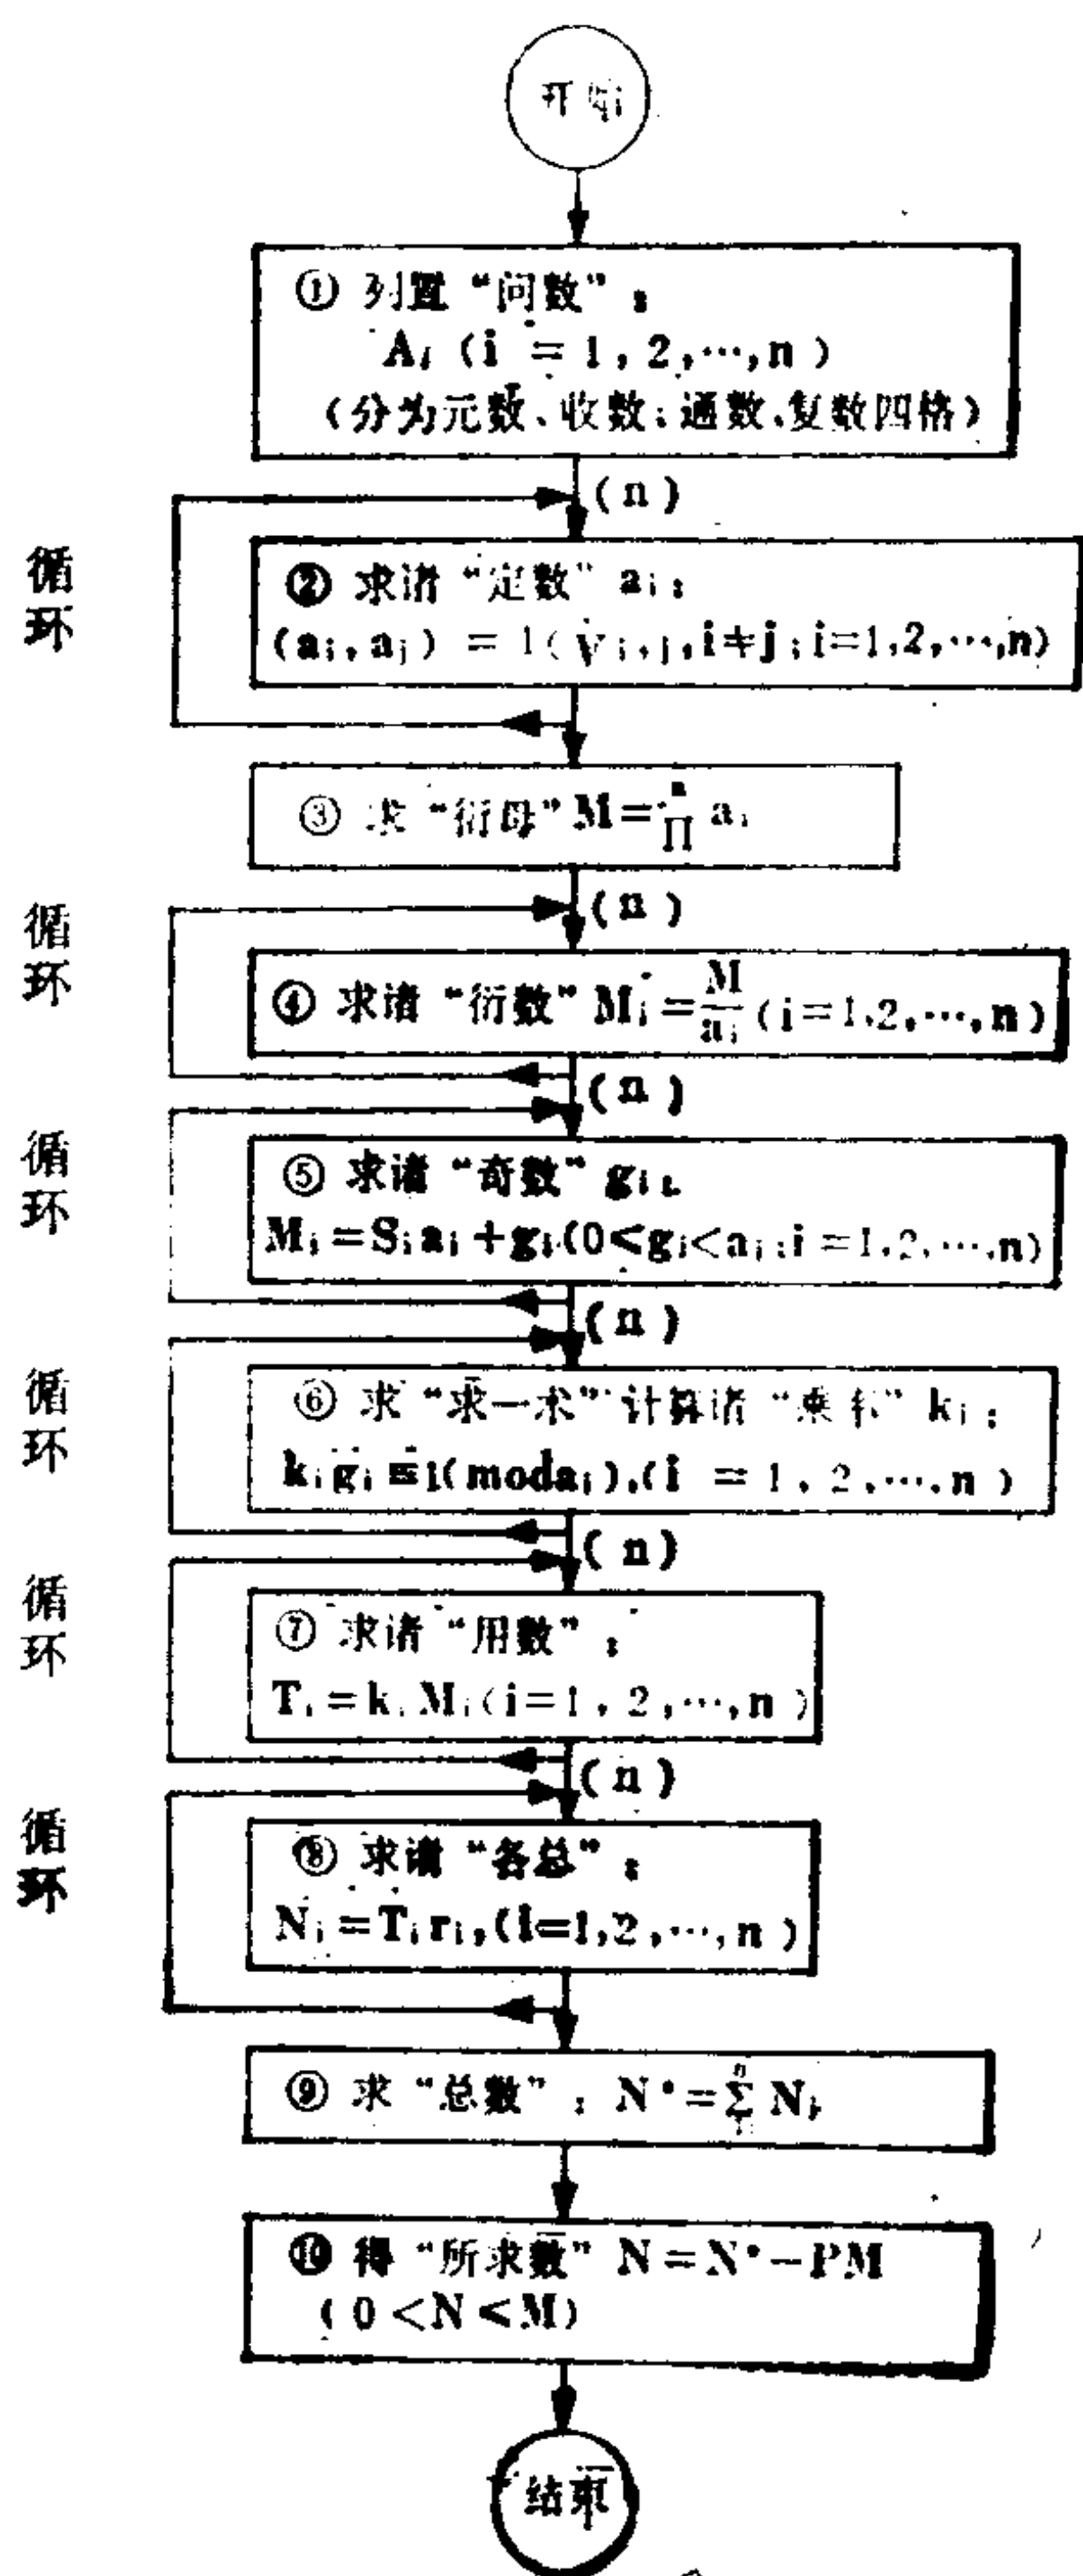 开始
① 列置“问数”：
Aᵢ (i = 1, 2, …, n)
(分为元数、收数；通数、复数四格)
(n)
循环
② 求诸“定数” aᵢ：
(aᵢ, aⱼ) = 1(∀i,j, i≠j; i=1,2,…,n)
③ 求“衍母” M=∏ⁿ aᵢ
(n)
循环
④ 求诸“衍数” Mᵢ=M/aᵢ (i=1,2,…,n)
(n)
循环
⑤ 求诸“奇数” gᵢ：
Mᵢ=Sᵢaᵢ+gᵢ.(0<gᵢ<aᵢ; i=1,2,…,n)
(n)
循环
⑥ 求“求一术”计算诸“乘率” kᵢ：
kᵢgᵢ≡1(modaᵢ),(i = 1, 2, …, n)
(n)
循环
⑦ 求诸“用数”：
Tᵢ=kᵢMᵢ(i=1, 2, …, n)
(n)
循环
⑧ 求诸“各总”：
Nᵢ=Tᵢrᵢ,(i=1,2,…,n)
⑨ 求“总数”：N*=∑ⁿ Nᵢ
⑩ 得“所求数” N=N*-PM
(0<N<M)
结束